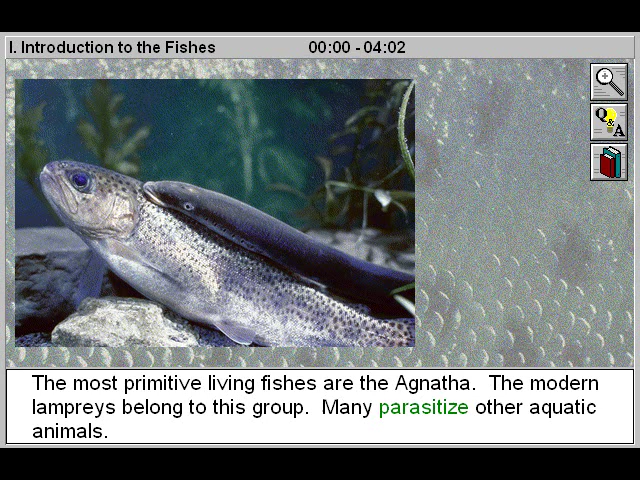 I. Introduction to the Fishes 00:00 - 04:02
Q&A
The most primitive living fishes are the Agnatha.  The modern
lampreys belong to this group.  Many parasitize other aquatic
animals.